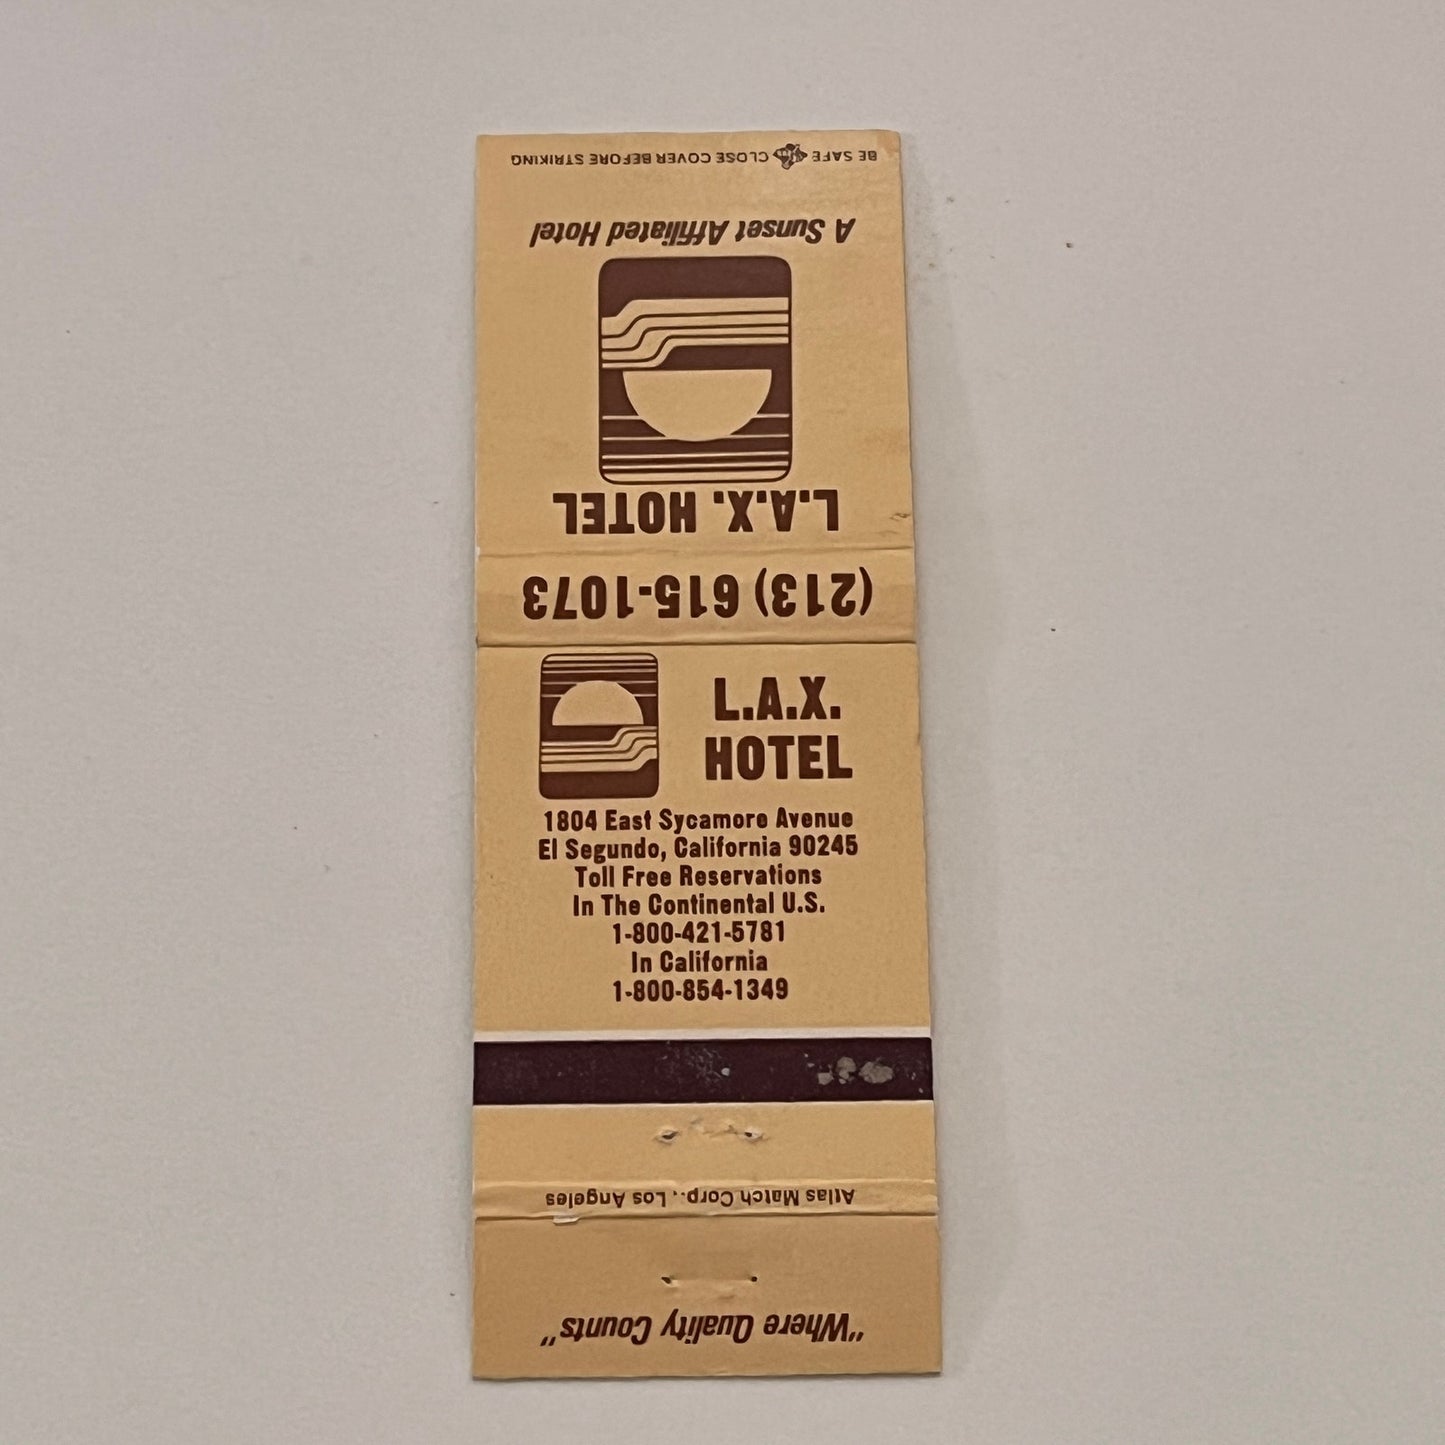 BE SAFE CLOSE COVER BEFORE STRIKING
A Sunset Affiliated Hotel
L.A.X. HOTEL
(213) 615-1073
L.A.X.
HOTEL
1804 East Sycamore Avenue
El Segundo, California 90245
Toll Free Reservations
In The Continental U.S.
1-800-421-5781
In California
1-800-854-1349
Atlas Match Corp., Los Angeles
"Where Quality Counts"